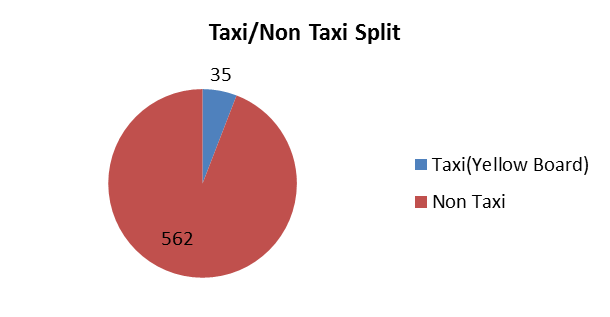 Taxi/Non Taxi Split
35
562
Taxi(Yellow Board)
Non Taxi